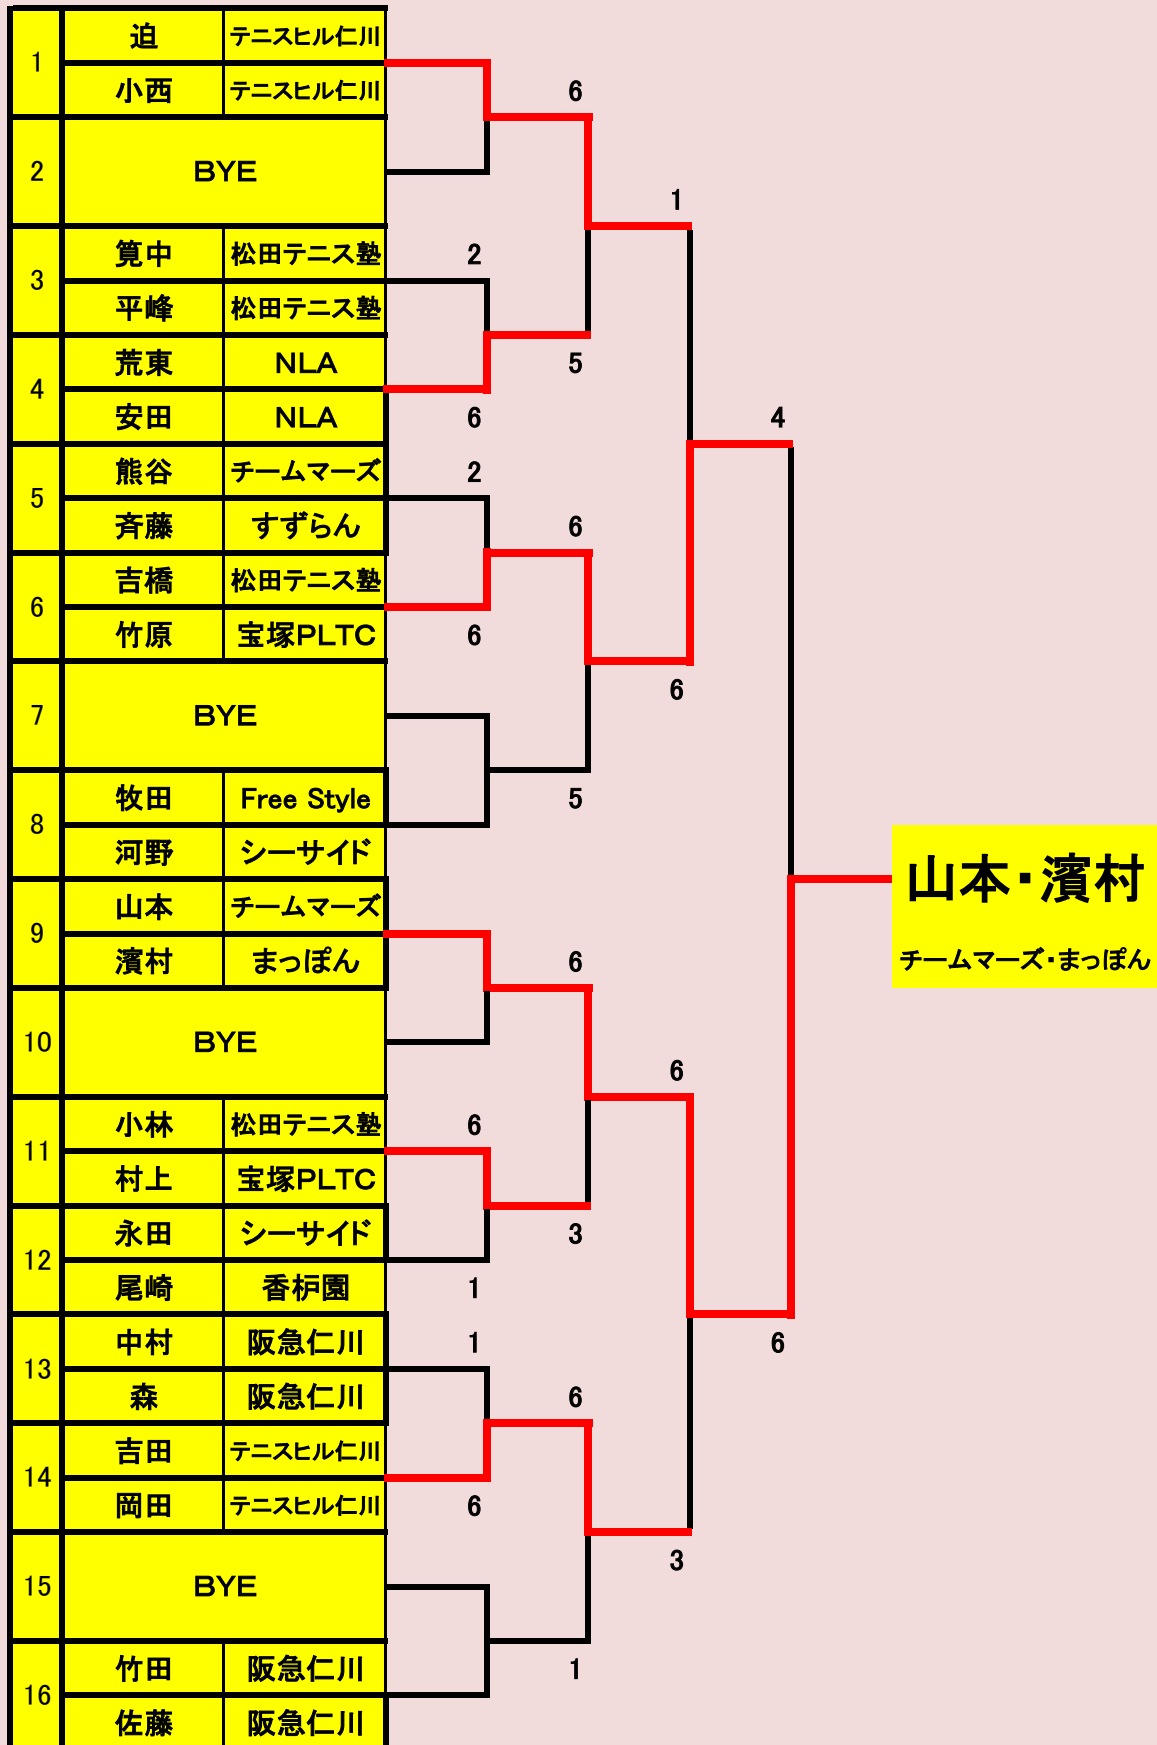 1
迫 テニスヒル仁川
小西 テニスヒル仁川
6
2
BYE
1
3
筧中 松田テニス塾
2
平峰 松田テニス塾
4
荒東 NLA
5
安田 NLA
6
4
5
熊谷 チームマーズ
2
斉藤 すずらん
6
6
吉橋 松田テニス塾
竹原 宝塚PLTC
6
6
7
BYE
8
牧田 Free Style
5
河野 シーサイド
9
山本 チームマーズ
濱村 まっぽん
6
山本・濱村
チームマーズ・まっぽん
10
BYE
6
11
小林 松田テニス塾
6
村上 宝塚PLTC
12
永田 シーサイド
3
尾崎 香枦園
1
13
中村 阪急仁川
1
6
森 阪急仁川
6
14
吉田 テニスヒル仁川
岡田 テニスヒル仁川
6
15
BYE
3
16
竹田 阪急仁川
1
佐藤 阪急仁川